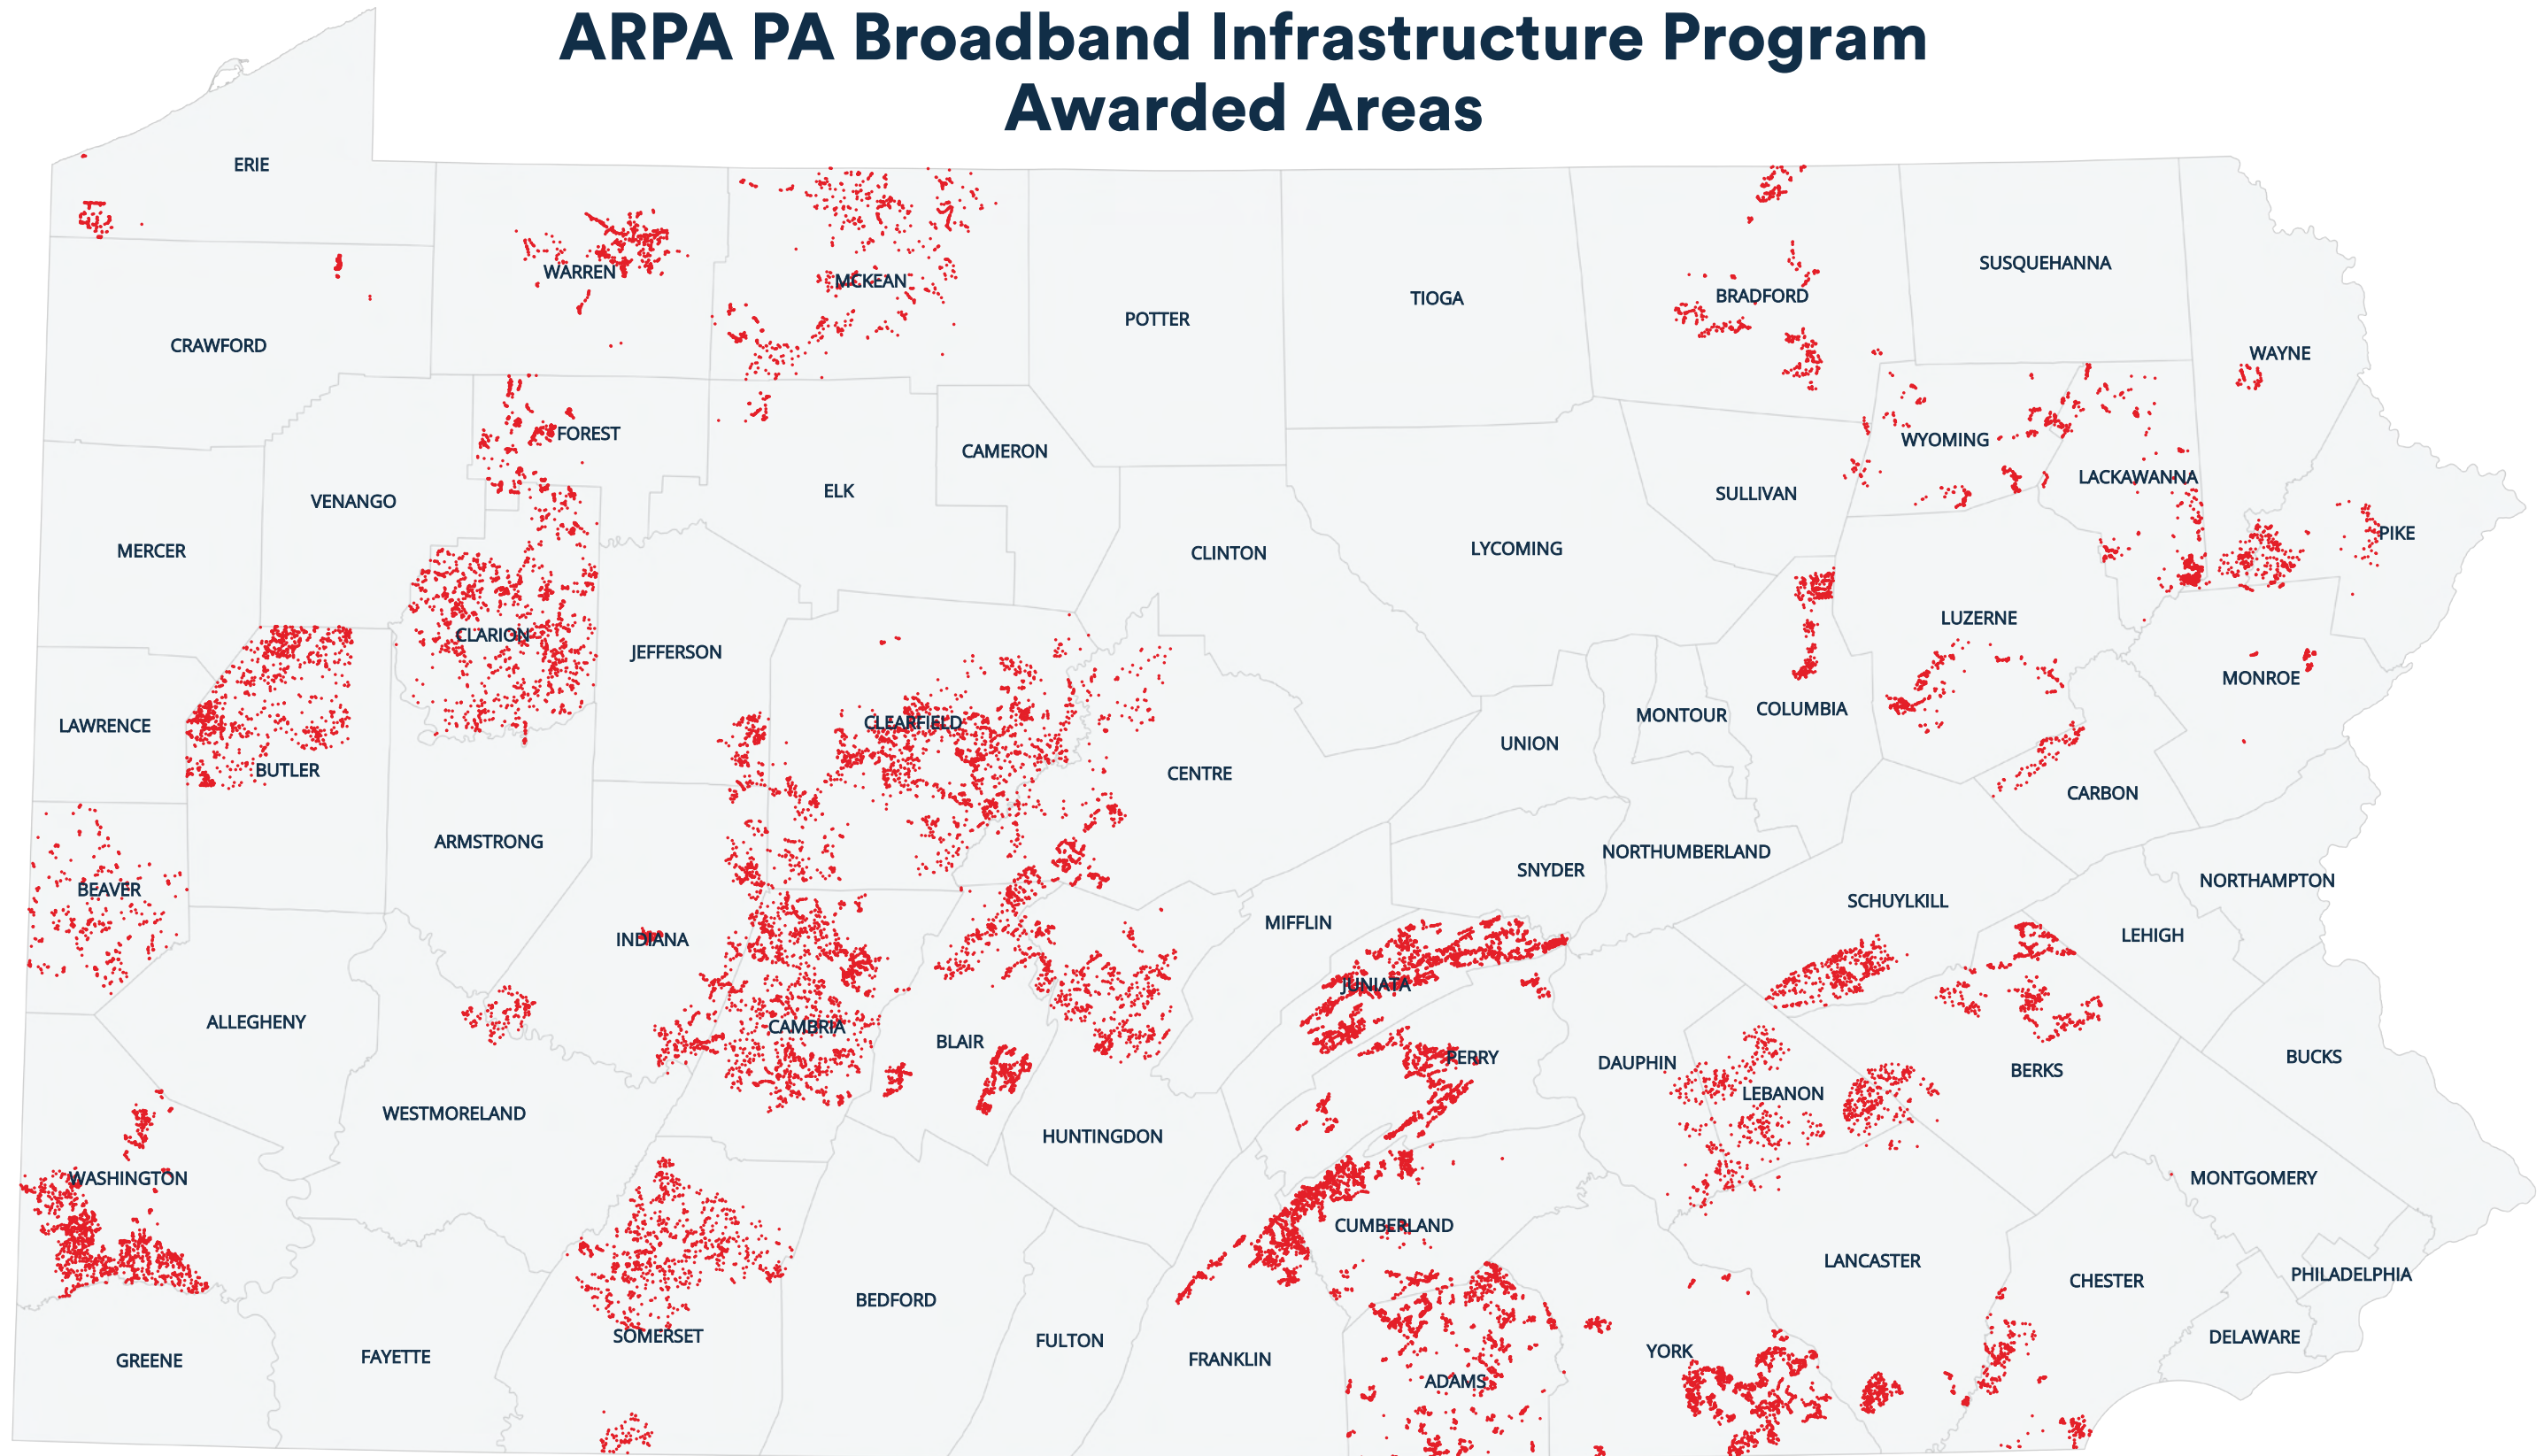 ARPA PA Broadband Infrastructure Program
Awarded Areas
ERIE
WARREN
MCKEAN
SUSQUEHANNA
BRADFORD
TIOGA
POTTER
CRAWFORD
WAYNE
FOREST
WYOMING
CAMERON
LACKAWANNA
ELK
SULLIVAN
VENANGO
PIKE
LYCOMING
MERCER
CLINTON
LUZERNE
CLARION
JEFFERSON
MONROE
COLUMBIA
MONTOUR
CLEARFIELD
LAWRENCE
UNION
BUTLER
CENTRE
CARBON
ARMSTRONG
NORTHUMBERLAND
SNYDER
NORTHAMPTON
BEAVER
SCHUYLKILL
MIFFLIN
LEHIGH
INDIANA
JUNIATA
ALLEGHENY
CAMBRIA
BLAIR
PERRY
BUCKS
DAUPHIN
BERKS
LEBANON
WESTMORELAND
HUNTINGDON
WASHINGTON
MONTGOMERY
CUMBERLAND
LANCASTER
PHILADELPHIA
CHESTER
BEDFORD
SOMERSET
DELAWARE
FULTON
YORK
FAYETTE
FRANKLIN
GREENE
ADAMS